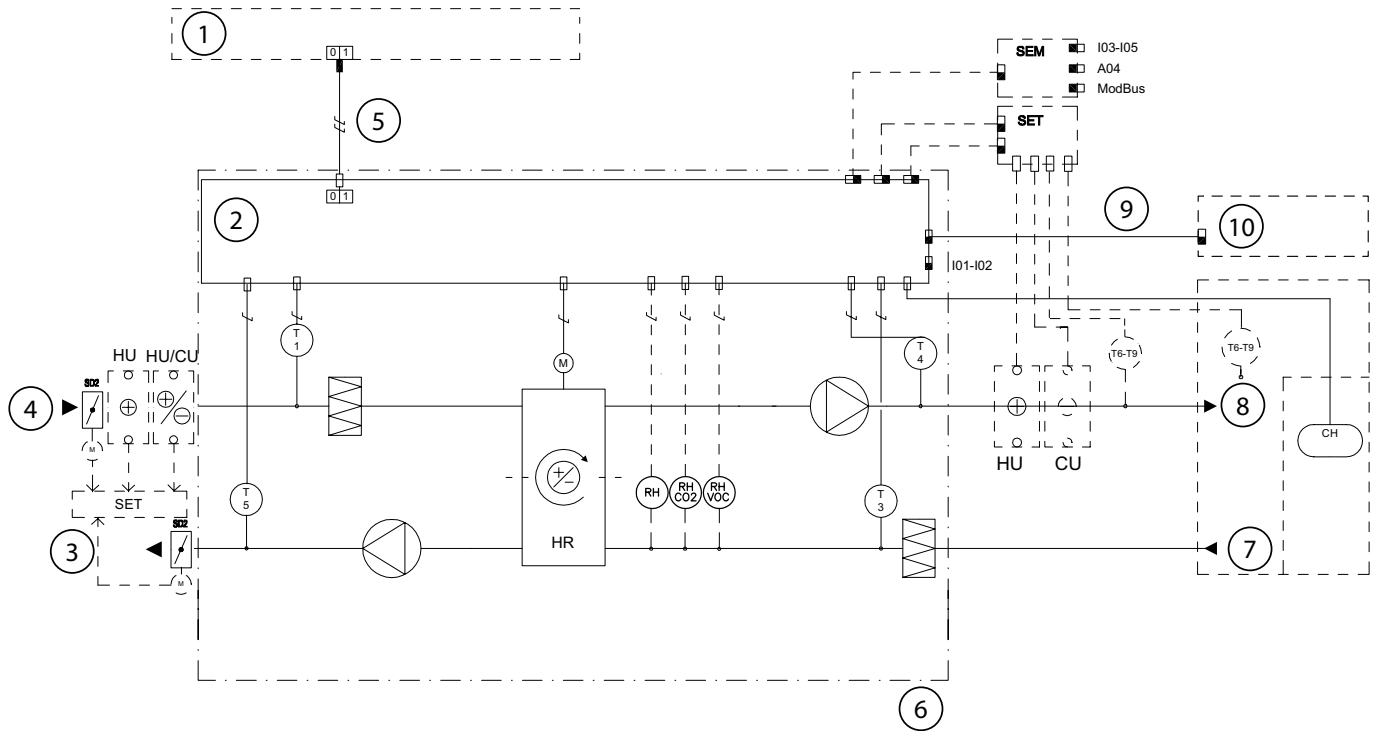 1
0 1
SEM
I03-I05
A04
ModBus
5
SET
0 1
2
9
10
I01-I02
T
1
M
T
4
T6-T9
T6-T9
HU HU/CU
SD2
4
8
M
HU CU
CH
SET
T
5
RH
RH
CO2
RH
VOC
T
3
SD2
3
HR
7
M
6